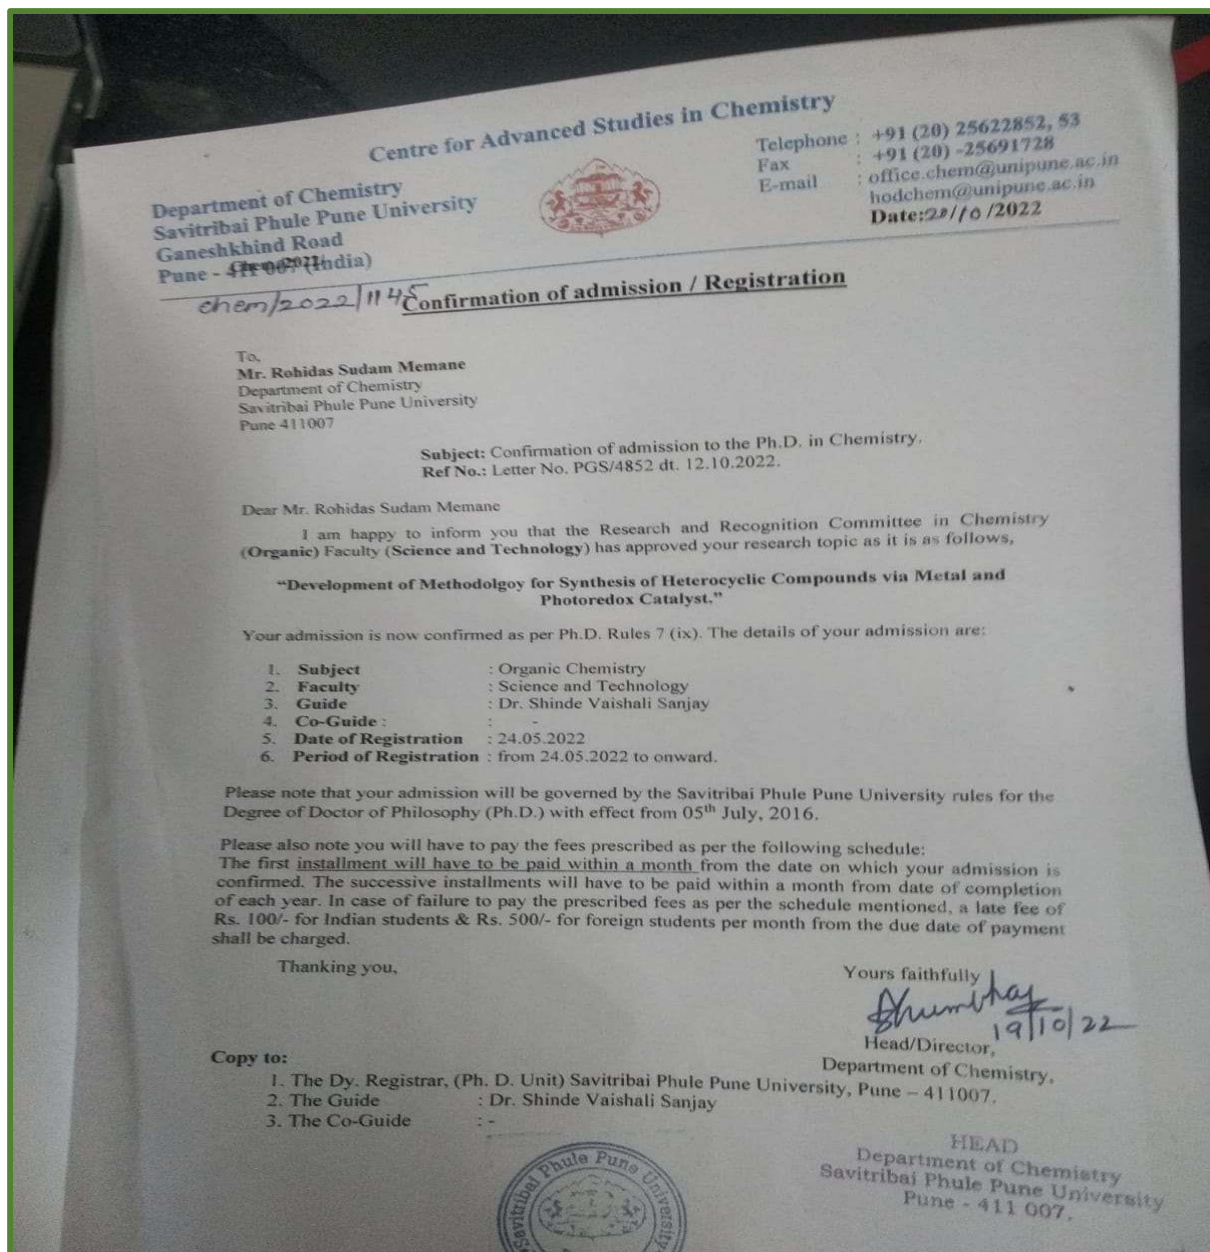 Centre for Advanced Studies in Chemistry
Department of Chemistry
Savitribai Phule Pune University
Ganeshkhind Road
Pune - 411 007 (India)
Telephone : +91 (20) 25622852, 53
Fax : +91 (20) -25691728
E-mail : office.chem@unipune.ac.in
hodchem@unipune.ac.in
Date:20/10/2022
chem/2022/1145
Confirmation of admission / Registration
To,
Mr. Rohidas Sudam Memane
Department of Chemistry
Savitribai Phule Pune University
Pune 411007
Subject: Confirmation of admission to the Ph.D. in Chemistry.
Ref No.: Letter No. PGS/4852 dt. 12.10.2022.
Dear Mr. Rohidas Sudam Memane
I am happy to inform you that the Research and Recognition Committee in Chemistry
(Organic) Faculty (Science and Technology) has approved your research topic as it is as follows,
“Development of Methodolgoy for Synthesis of Heterocyclic Compounds via Metal and
Photoredox Catalyst.”
Your admission is now confirmed as per Ph.D. Rules 7 (ix). The details of your admission are:
1. Subject : Organic Chemistry
2. Faculty : Science and Technology
3. Guide : Dr. Shinde Vaishali Sanjay
4. Co-Guide : : -
5. Date of Registration : 24.05.2022
6. Period of Registration : from 24.05.2022 to onward.
Please note that your admission will be governed by the Savitribai Phule Pune University rules for the
Degree of Doctor of Philosophy (Ph.D.) with effect from 05th July, 2016.
Please also note you will have to pay the fees prescribed as per the following schedule:
The first installment will have to be paid within a month from the date on which your admission is
confirmed. The successive installments will have to be paid within a month from date of completion
of each year. In case of failure to pay the prescribed fees as per the schedule mentioned, a late fee of
Rs. 100/- for Indian students & Rs. 500/- for foreign students per month from the due date of payment
shall be charged.
Thanking you,
Yours faithfully
19/10/22
Head/Director,
Department of Chemistry,
Copy to:
1. The Dy. Registrar, (Ph. D. Unit) Savitribai Phule Pune University, Pune – 411007.
2. The Guide : Dr. Shinde Vaishali Sanjay
3. The Co-Guide : -
HEAD
Department of Chemistry
Savitribai Phule Pune University
Pune - 411 007.
Savitribai Phule Pune University